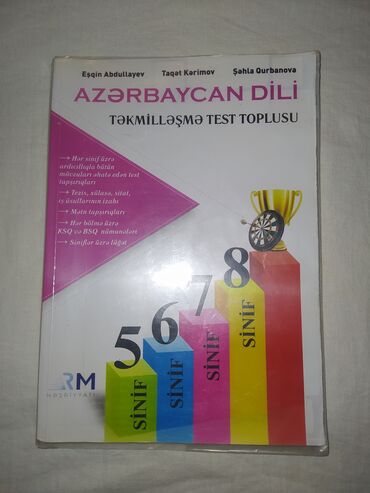 Eşqin Abdullayev Taqət Kərimov Şəhla Qurbanova
AZƏRBAYCAN DİLİ
TƏKMİLLƏŞMƏ TEST TOPLUSU
→ Hər sinif üzrə
ardıcıllıqla bütün
mövzuları əhatə edən test
tapşırıqları
→ Tezis, xülasə, sitat,
iş üsullarının izahı
→ Mətn tapşırıqları
→ Hər bölmə üzrə
KSQ və BSQ nümunələri
→ Siniflər üzrə lüğət
5 6 7 8
SİNİF SİNİF SİNİF SİNİF
RM
NƏŞRİYYATI